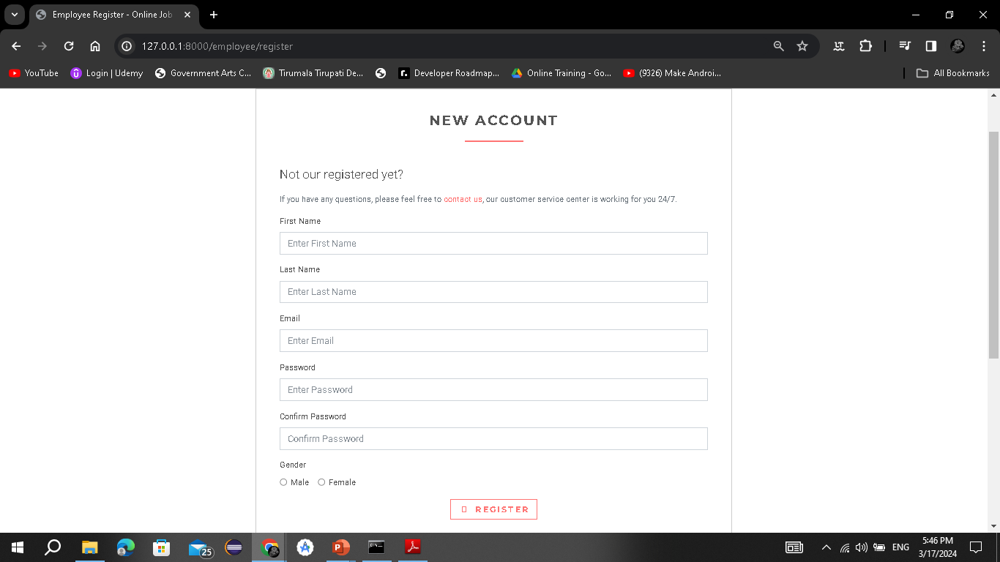 Employee Register - Online Job
127.0.0.1:8000/employee/register
YouTube
Login | Udemy
Government Arts C...
Tirumala Tirupati De...
Developer Roadmap...
Online Training - Go...
(9326) Make Androi...
All Bookmarks
NEW ACCOUNT
Not our registered yet?
If you have any questions, please feel free to contact us, our customer service center is working for you 24/7.
First Name
Enter First Name
Last Name
Enter Last Name
Email
Enter Email
Password
Enter Password
Confirm Password
Confirm Password
Gender
Male Female
REGISTER
25
ENG
5:46 PM
3/17/2024